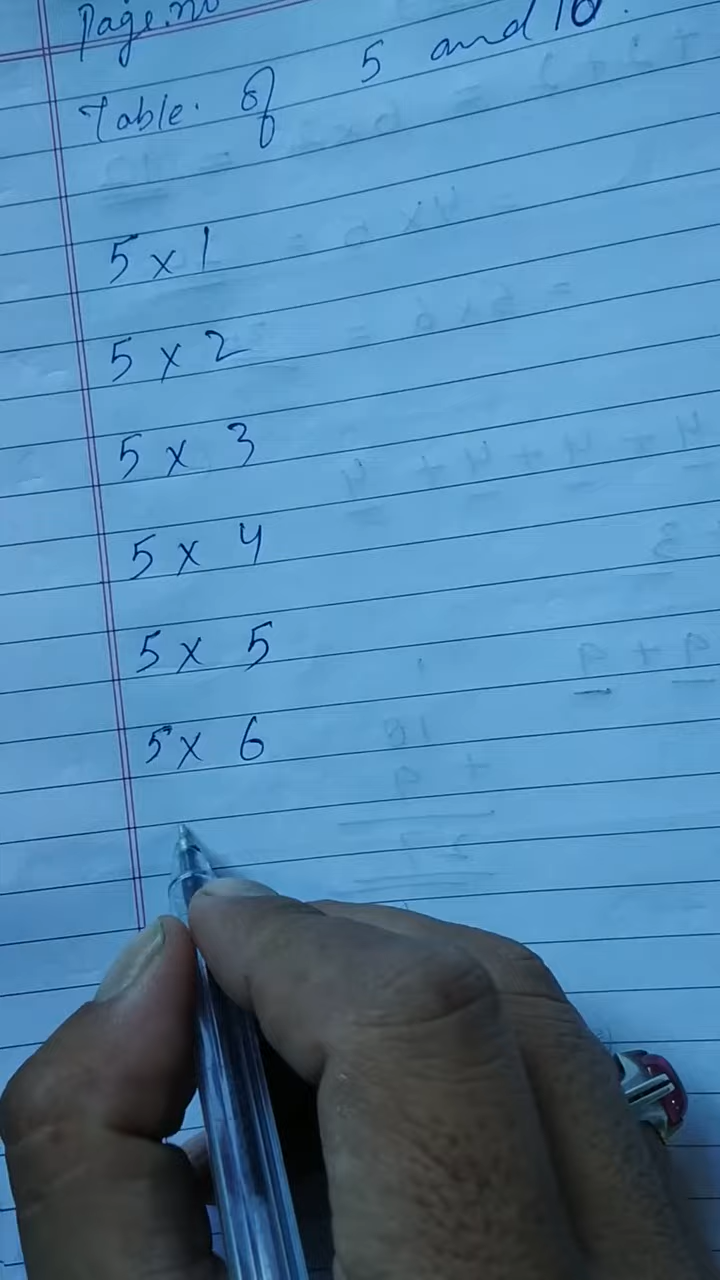 Page.no
Table. of 5 and 10.
5 x 1
5 x 2
5 x 3
5 x 4
5 x 5
5 x 6